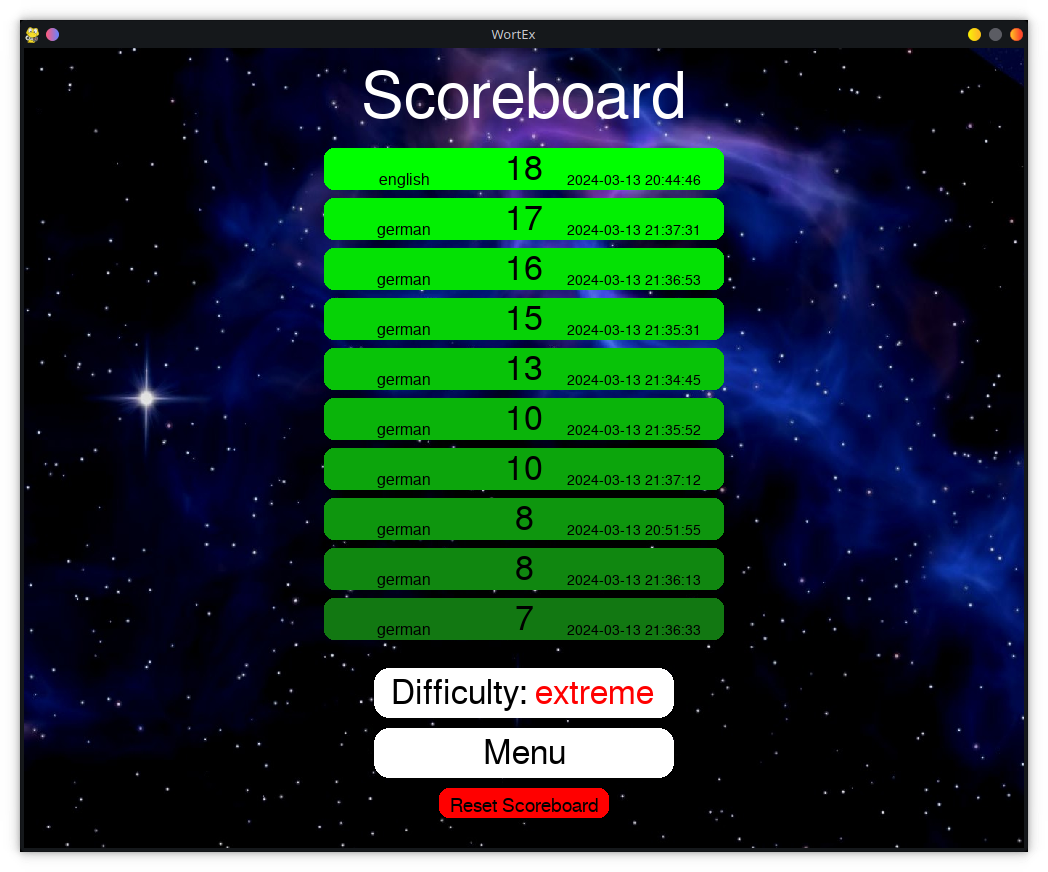 WortEx
Scoreboard
english 18 2024-03-13 20:44:46
german 17 2024-03-13 21:37:31
german 16 2024-03-13 21:36:53
german 15 2024-03-13 21:35:31
german 13 2024-03-13 21:34:45
german 10 2024-03-13 21:35:52
german 10 2024-03-13 21:37:12
german 8 2024-03-13 20:51:55
german 8 2024-03-13 21:36:13
german 7 2024-03-13 21:36:33
Difficulty: extreme
Menu
Reset Scoreboard